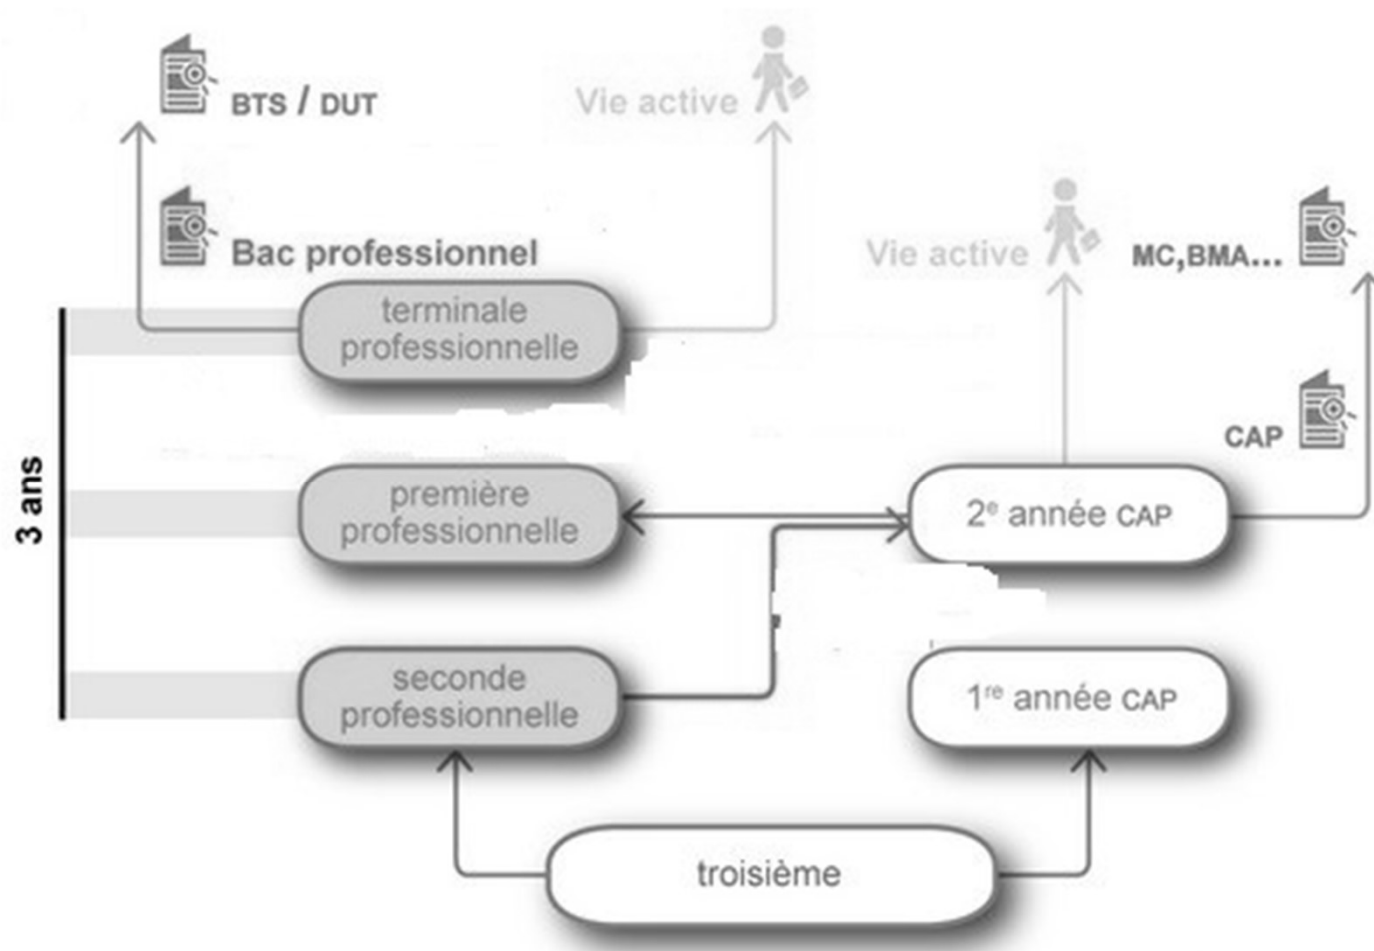 BTS / DUT
Vie active
Bac professionnel
Vie active
MC,BMA...
terminale
professionnelle
CAP
3 ans
première
professionnelle
2e année CAP
seconde
professionnelle
1re année CAP
troisième